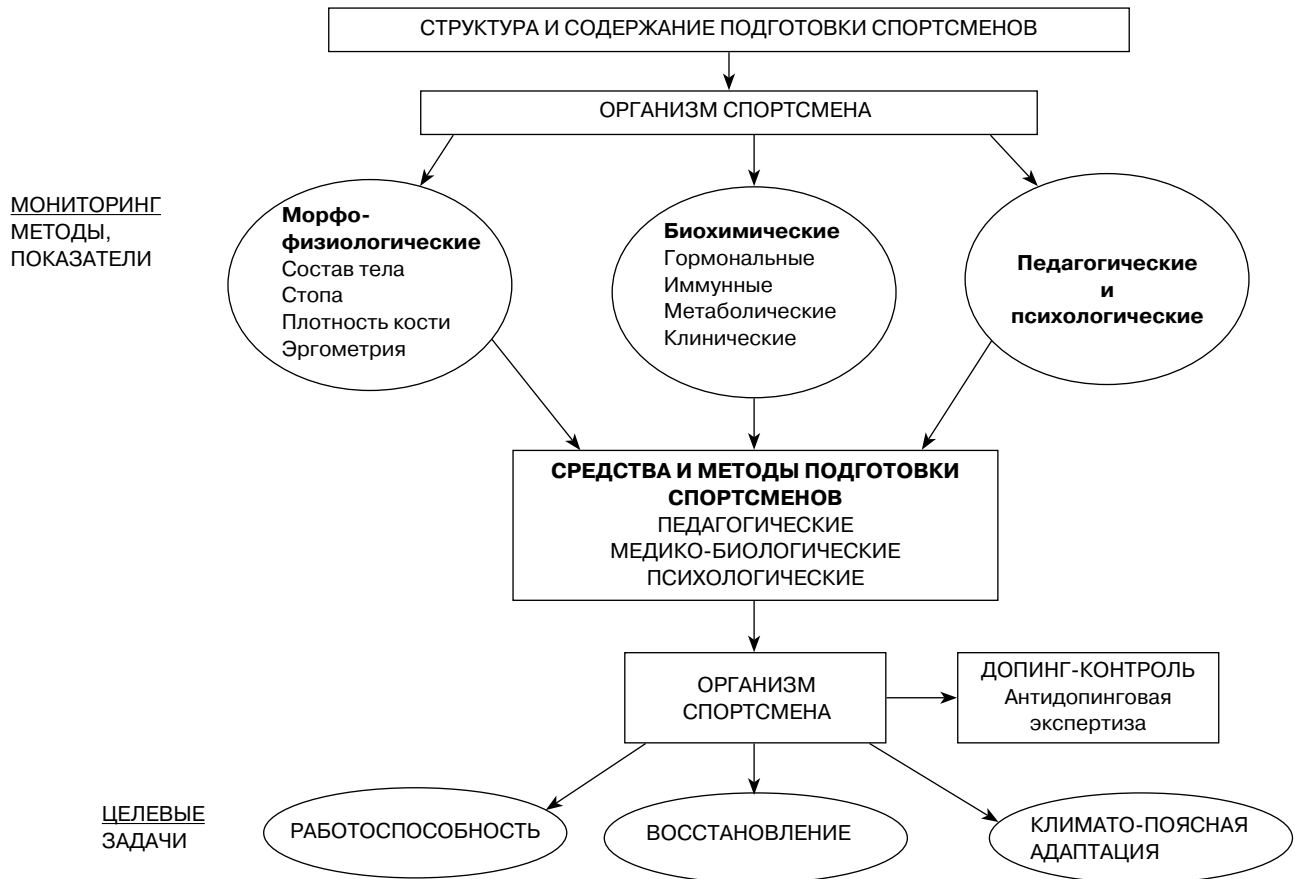 СТРУКТУРА И СОДЕРЖАНИЕ ПОДГОТОВКИ СПОРТСМЕНОВ
ОРГАНИЗМ СПОРТСМЕНА
МОНИТОРИНГ
МЕТОДЫ,
ПОКАЗАТЕЛИ
Морфо-
физиологические
Состав тела
Стопа
Плотность кости
Эргометрия
Биохимические
Гормональные
Иммунные
Метаболические
Клинические
Педагогические
и
психологические
СРЕДСТВА И МЕТОДЫ ПОДГОТОВКИ
СПОРТСМЕНОВ
ПЕДАГОГИЧЕСКИЕ
МЕДИКО-БИОЛОГИЧЕСКИЕ
ПСИХОЛОГИЧЕСКИЕ
ОРГАНИЗМ
СПОРТСМЕНА
ДОПИНГ-КОНТРОЛЬ
Антидопинговая
экспертиза
ЦЕЛЕВЫЕ
ЗАДАЧИ
РАБОТОСПОСОБНОСТЬ
ВОССТАНОВЛЕНИЕ
КЛИМАТО-ПОЯСНАЯ
АДАПТАЦИЯ